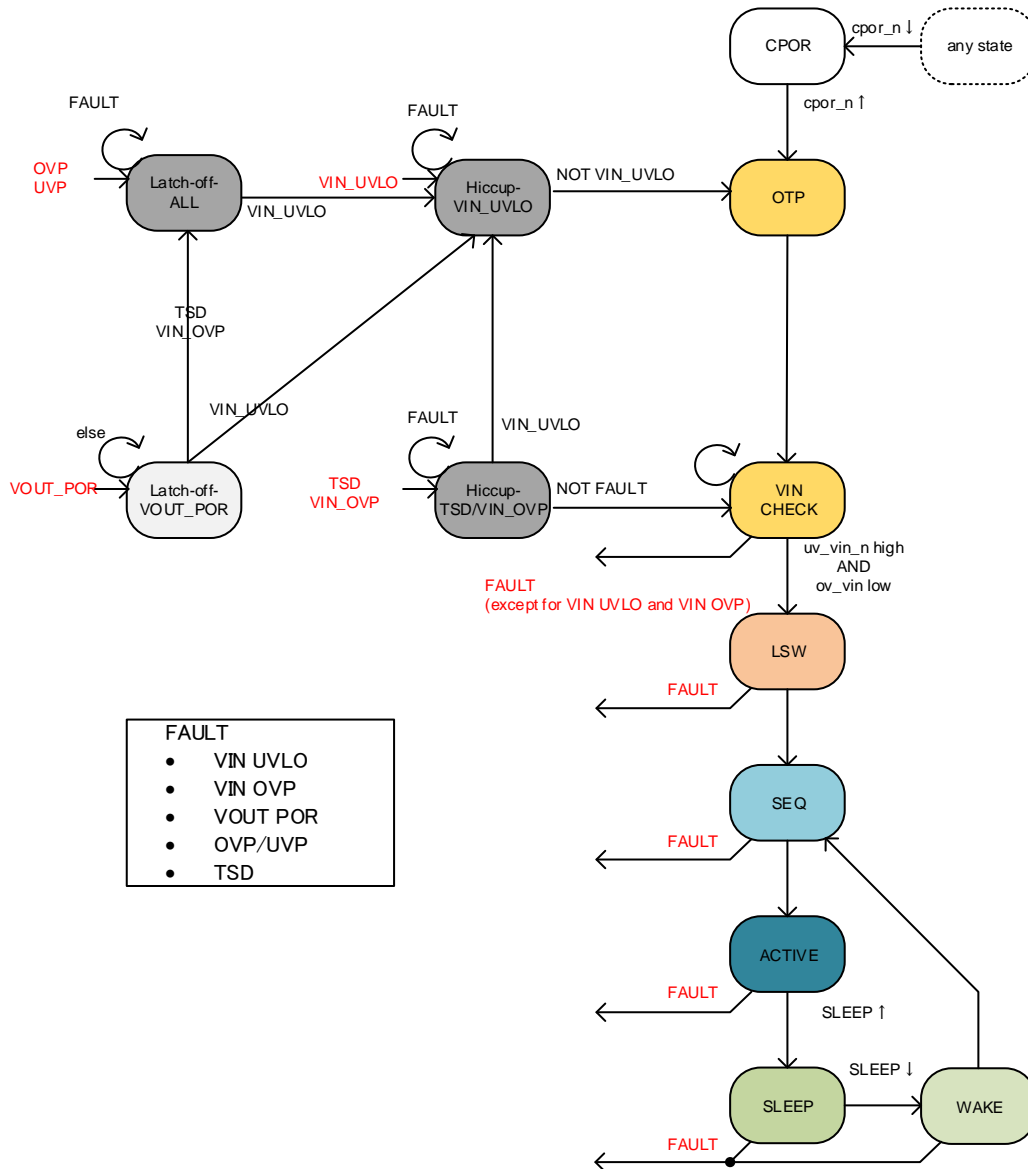 cpor_n ↓
CPOR
any state
cpor_n ↑
FAULT
FAULT
OVP
UVP
Latch-off-
ALL
VIN_UVLO
VIN_UVLO
Hiccup-
VIN_UVLO
NOT VIN_UVLO
OTP
TSD
VIN_OVP
VIN_UVLO
VIN_UVLO
else
FAULT
VOUT_POR
Latch-off-
VOUT_POR
TSD
VIN_OVP
Hiccup-
TSD/VIN_OVP
NOT FAULT
VIN
CHECK
uv_vin_n high
AND
ov_vin low
FAULT
(except for VIN UVLO and VIN OVP)
LSW
FAULT
FAULT
• VIN UVLO
• VIN OVP
• VOUT POR
• OVP/UVP
• TSD
SEQ
FAULT
ACTIVE
FAULT
SLEEP ↑
SLEEP ↓
SLEEP
WAKE
FAULT